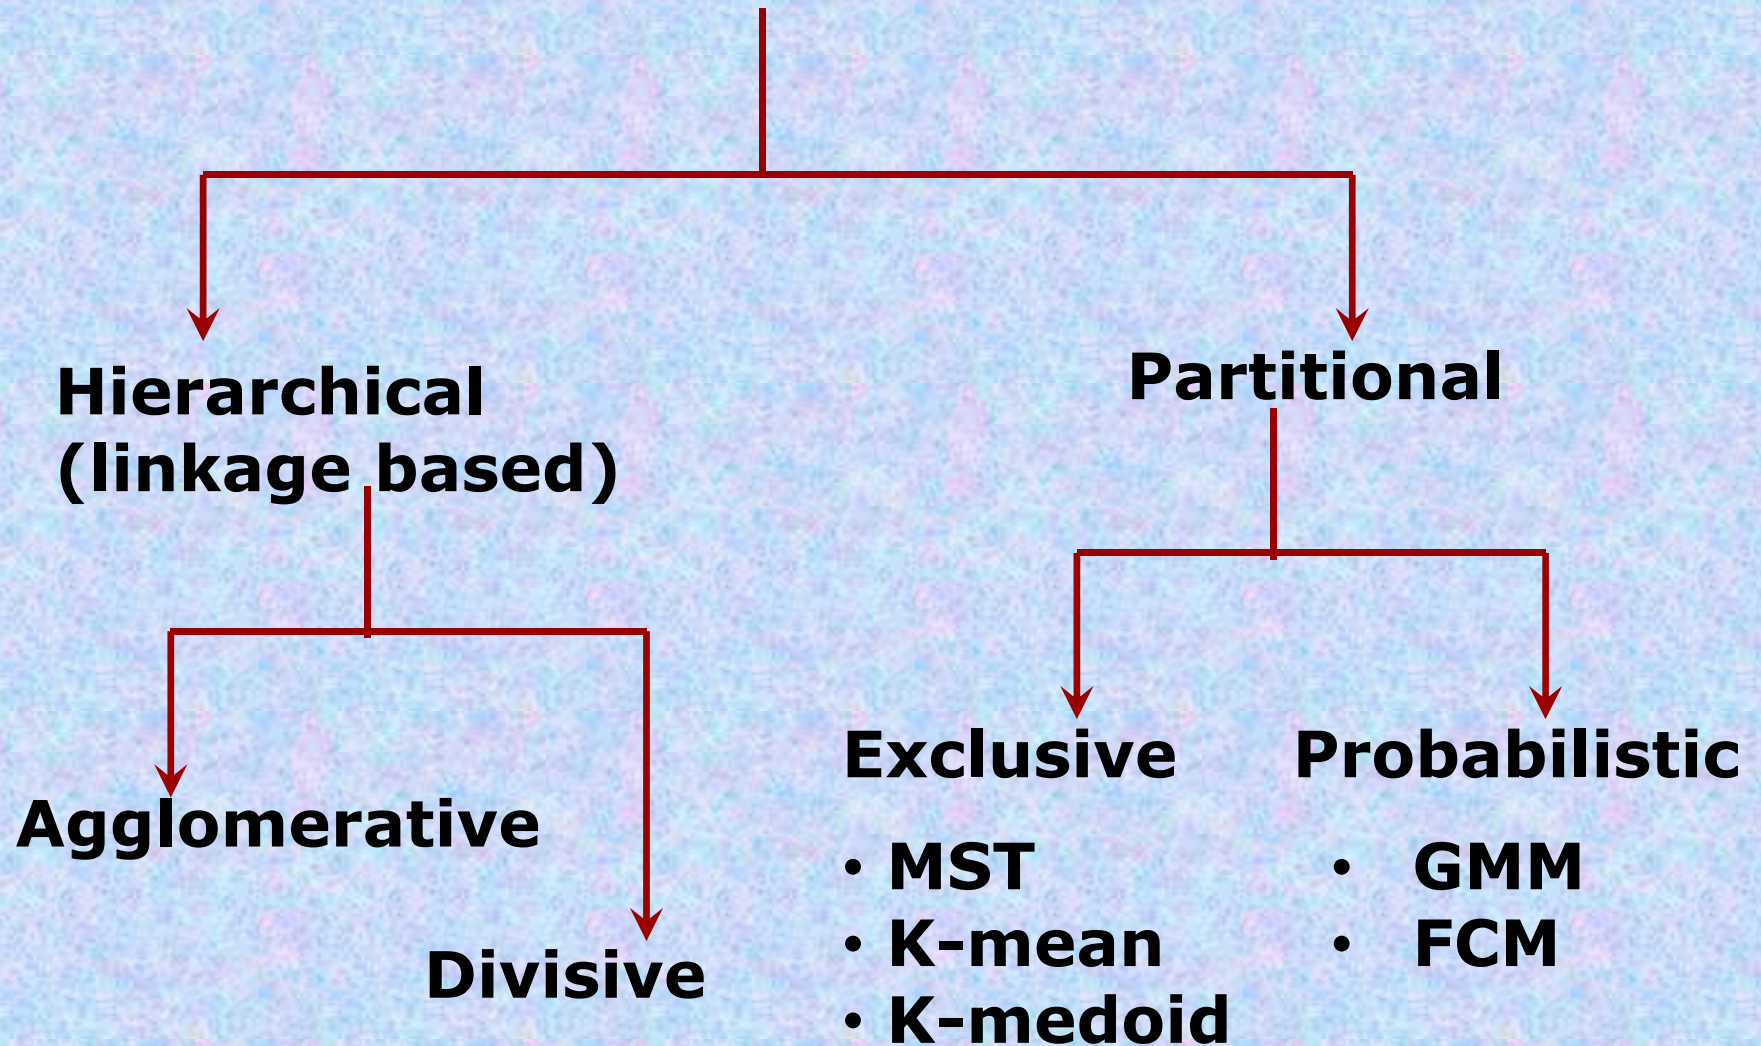 Hierarchical
(linkage based)
Partitional
Agglomerative
Divisive
Exclusive
• MST
• K-mean
• K-medoid
Probabilistic
• GMM
• FCM